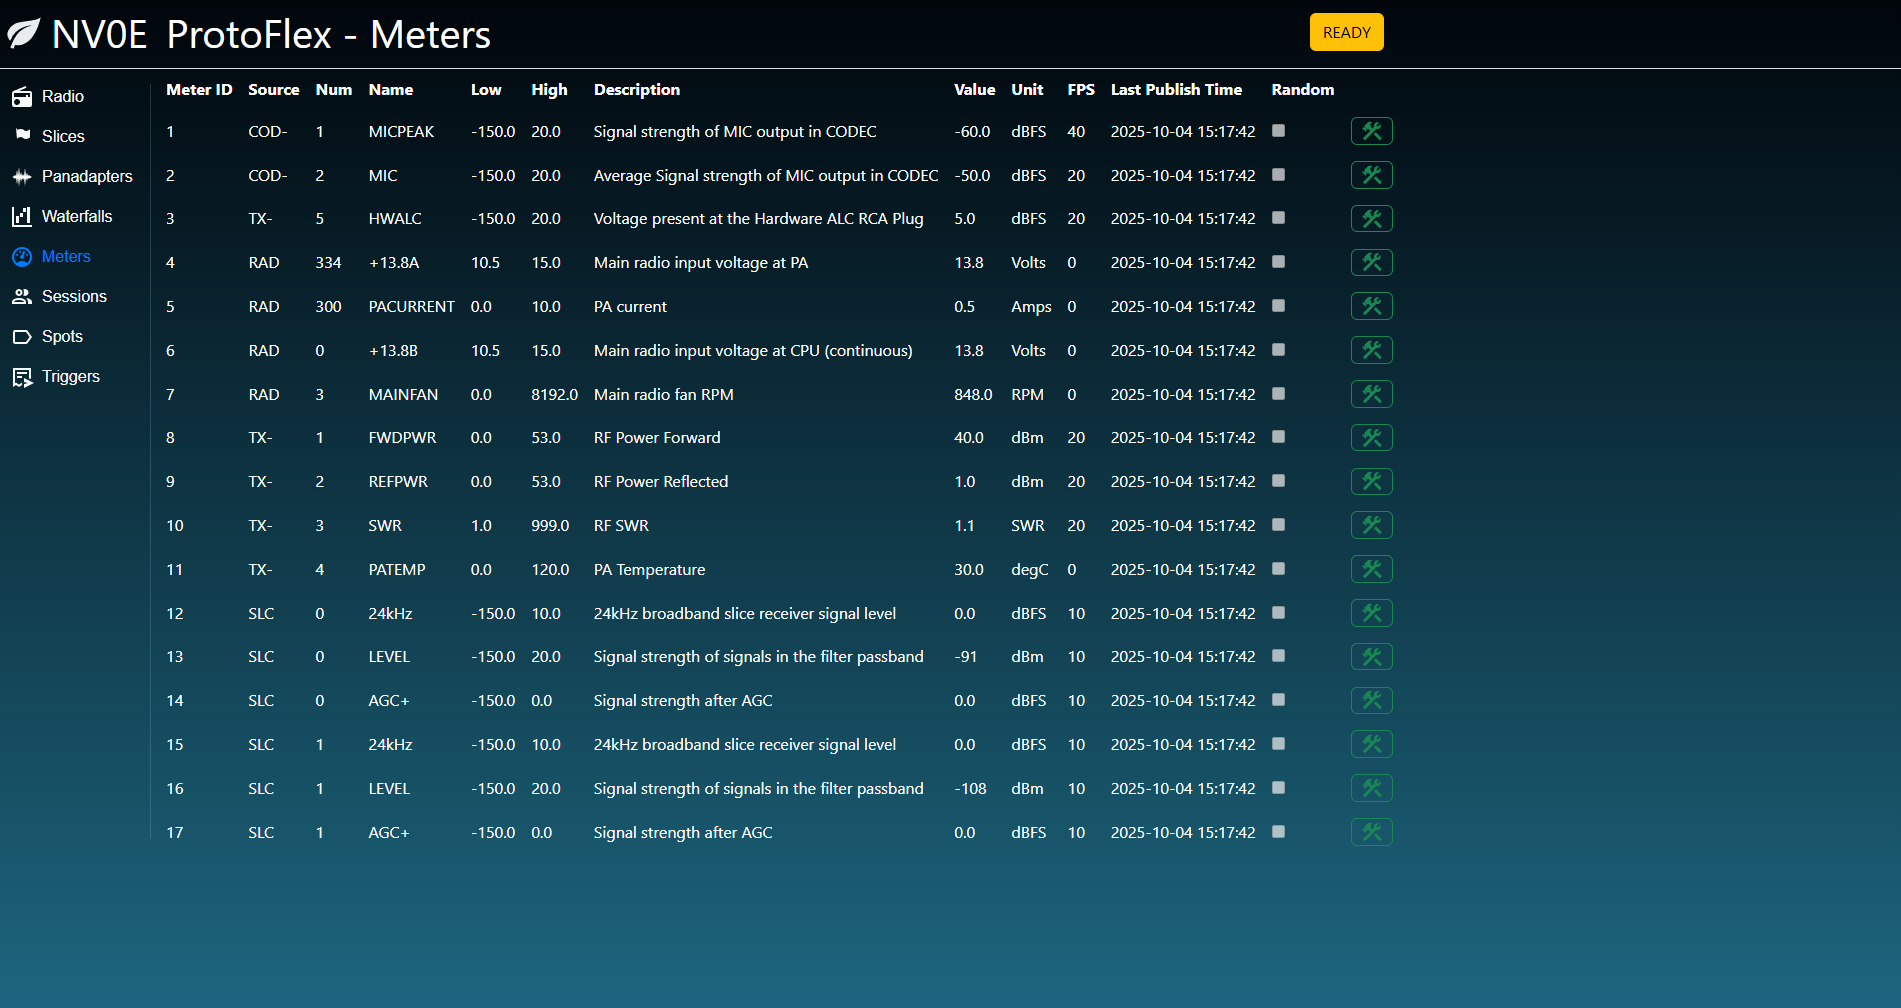 NV0E ProtoFlex - Meters
READY
Radio
Slices
Panadapters
Waterfalls
Meters
Sessions
Spots
Triggers
Meter ID Source Num Name Low High Description Value Unit FPS Last Publish Time Random
1 COD- 1 MICPEAK -150.0 20.0 Signal strength of MIC output in CODEC -60.0 dBFS 40 2025-10-04 15:17:42
2 COD- 2 MIC -150.0 20.0 Average Signal strength of MIC output in CODEC -50.0 dBFS 20 2025-10-04 15:17:42
3 TX- 5 HWALC -150.0 20.0 Voltage present at the Hardware ALC RCA Plug 5.0 dBFS 20 2025-10-04 15:17:42
4 RAD 334 +13.8A 10.5 15.0 Main radio input voltage at PA 13.8 Volts 0 2025-10-04 15:17:42
5 RAD 300 PACURRENT 0.0 10.0 PA current 0.5 Amps 0 2025-10-04 15:17:42
6 RAD 0 +13.8B 10.5 15.0 Main radio input voltage at CPU (continuous) 13.8 Volts 0 2025-10-04 15:17:42
7 RAD 3 MAINFAN 0.0 8192.0 Main radio fan RPM 848.0 RPM 0 2025-10-04 15:17:42
8 TX- 1 FWDPWR 0.0 53.0 RF Power Forward 40.0 dBm 20 2025-10-04 15:17:42
9 TX- 2 REFPWR 0.0 53.0 RF Power Reflected 1.0 dBm 20 2025-10-04 15:17:42
10 TX- 3 SWR 1.0 999.0 RF SWR 1.1 SWR 20 2025-10-04 15:17:42
11 TX- 4 PATEMP 0.0 120.0 PA Temperature 30.0 degC 0 2025-10-04 15:17:42
12 SLC 0 24kHz -150.0 10.0 24kHz broadband slice receiver signal level 0.0 dBFS 10 2025-10-04 15:17:42
13 SLC 0 LEVEL -150.0 20.0 Signal strength of signals in the filter passband -91 dBm 10 2025-10-04 15:17:42
14 SLC 0 AGC+ -150.0 0.0 Signal strength after AGC 0.0 dBFS 10 2025-10-04 15:17:42
15 SLC 1 24kHz -150.0 10.0 24kHz broadband slice receiver signal level 0.0 dBFS 10 2025-10-04 15:17:42
16 SLC 1 LEVEL -150.0 20.0 Signal strength of signals in the filter passband -108 dBm 10 2025-10-04 15:17:42
17 SLC 1 AGC+ -150.0 0.0 Signal strength after AGC 0.0 dBFS 10 2025-10-04 15:17:42